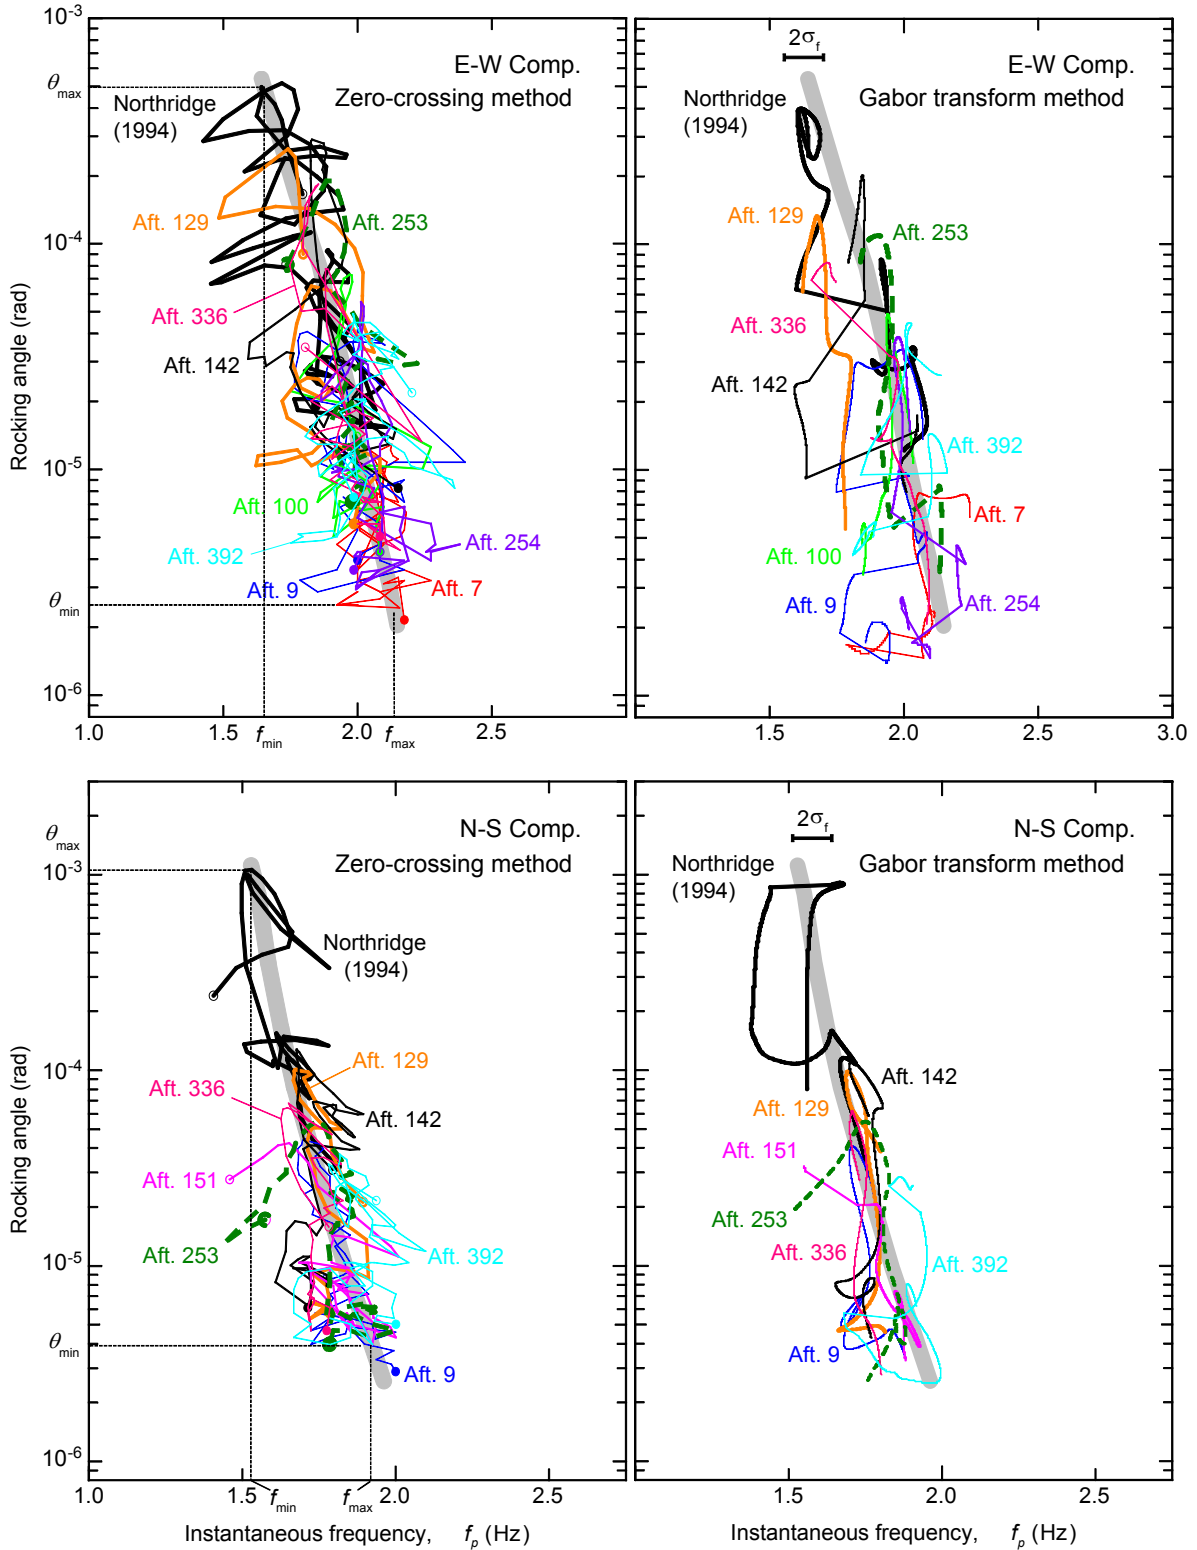 10-3
E-W Comp.
Zero-crossing method
θmax
Northridge
(1994)
Aft. 129
Aft. 253
10-4
Aft. 336
Aft. 142
Rocking angle (rad)
10-5
Aft. 100
Aft. 392
Aft. 254
Aft. 9
Aft. 7
θmin
10-6
1.0
1.5
2.0
2.5
fmin
fmax
2σf
E-W Comp.
Gabor transform method
Northridge
(1994)
Aft. 129
Aft. 253
Aft. 336
Aft. 142
Aft. 392
Aft. 7
Aft. 100
Aft. 9
Aft. 254
1.5
2.0
2.5
3.0
N-S Comp.
Zero-crossing method
θmax
10-3
Northridge
(1994)
10-4
Aft. 129
Aft. 336
Aft. 142
Aft. 151
Rocking angle (rad)
Aft. 253
Aft. 392
10-5
θmin
Aft. 9
10-6
1.0
1.5
2.0
2.5
fmin
fmax
Instantaneous frequency, fp (Hz)
2σf
N-S Comp.
Gabor transform method
Northridge
(1994)
Aft. 142
Aft. 129
Aft. 151
Aft. 253
Aft. 336
Aft. 392
Aft. 9
1.5
2.0
2.5
Instantaneous frequency, fp (Hz)